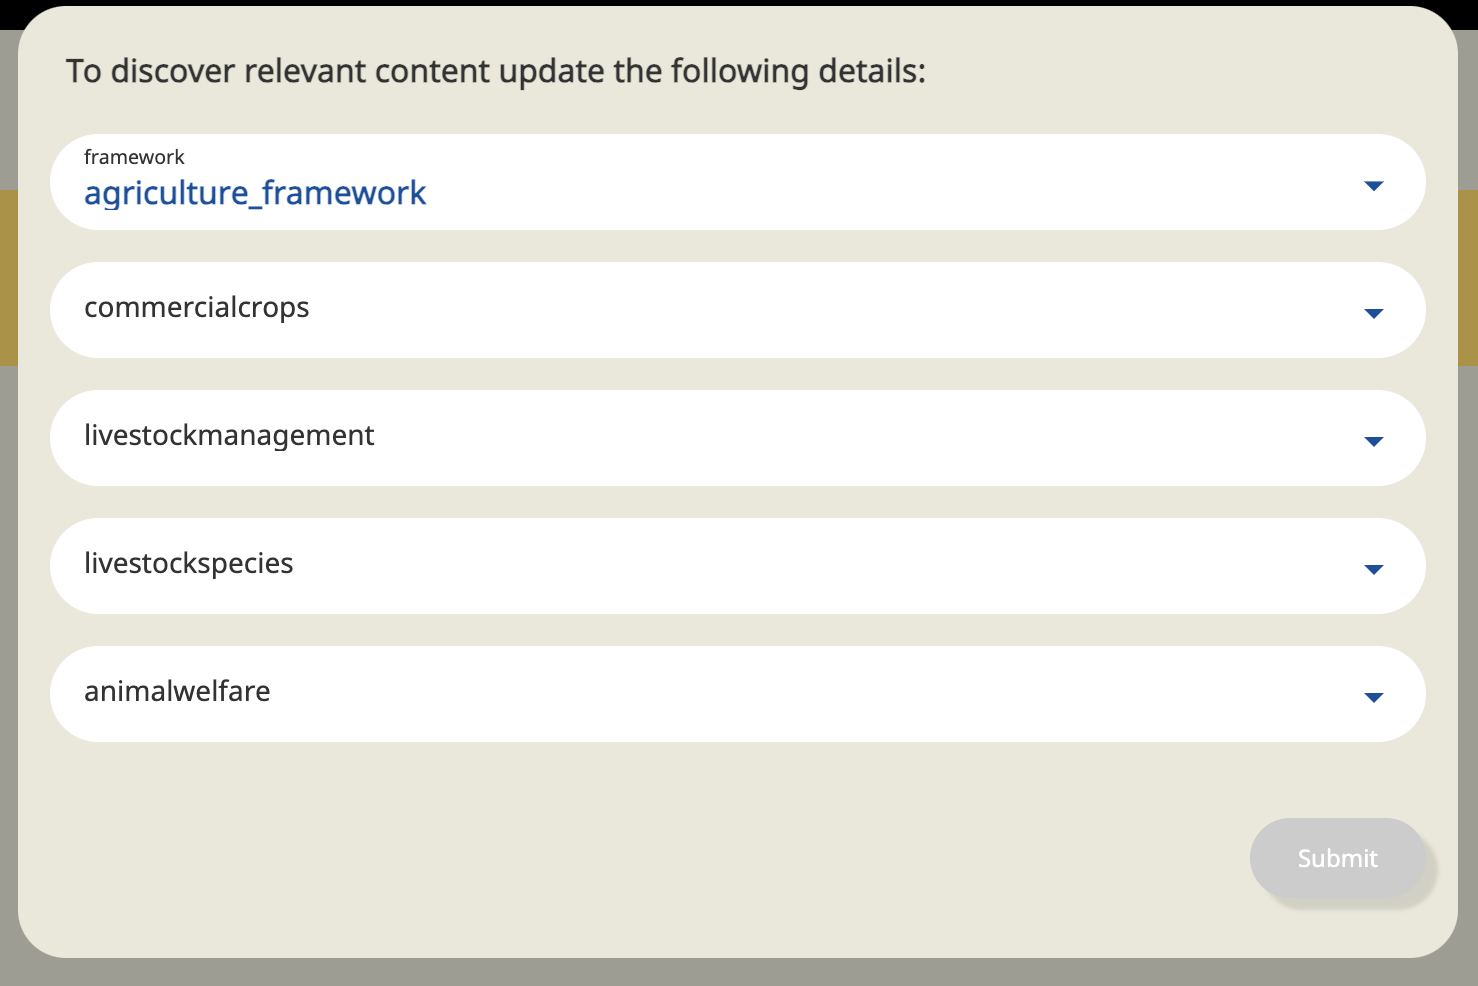 To discover relevant content update the following details:
framework
agriculture_framework
commercialcrops
livestockmanagement
livestockspecies
animalwelfare
Submit